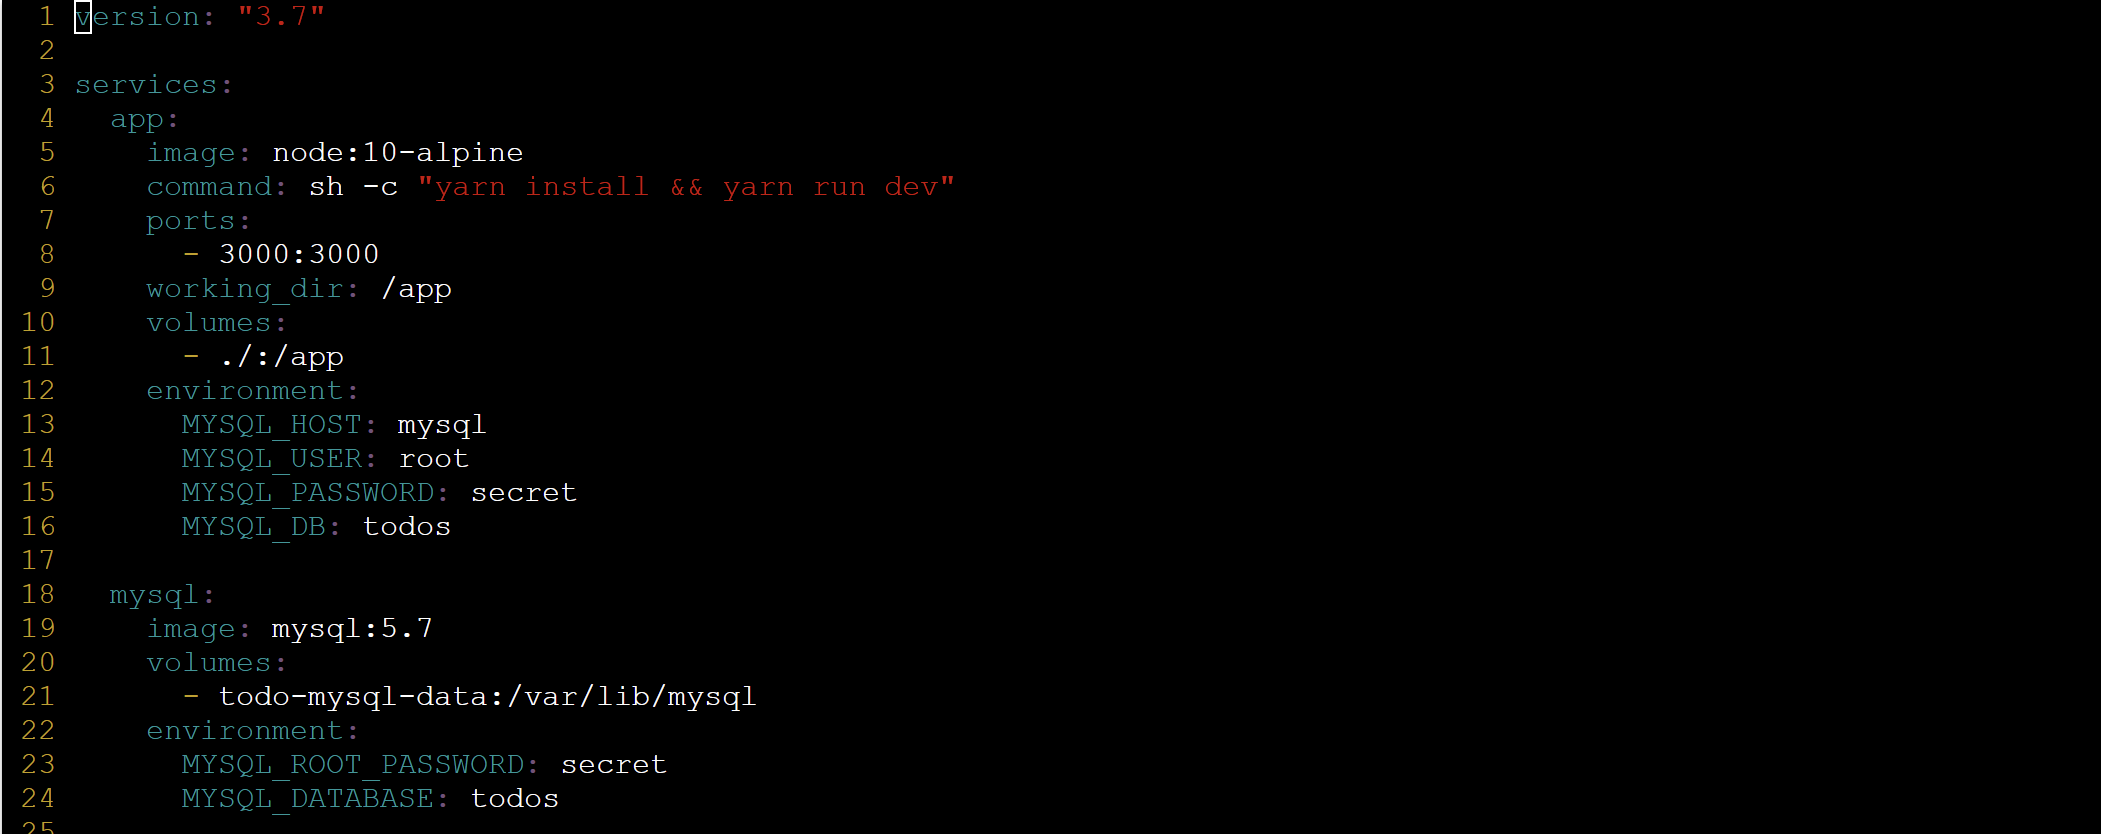 1 version: "3.7"
2
3 services:
4   app:
5     image: node:10-alpine
6     command: sh -c "yarn install && yarn run dev"
7     ports:
8       - 3000:3000
9     working_dir: /app
10     volumes:
11       - ./:/app
12     environment:
13       MYSQL_HOST: mysql
14       MYSQL_USER: root
15       MYSQL_PASSWORD: secret
16       MYSQL_DB: todos
17
18   mysql:
19     image: mysql:5.7
20     volumes:
21       - todo-mysql-data:/var/lib/mysql
22     environment:
23       MYSQL_ROOT_PASSWORD: secret
24       MYSQL_DATABASE: todos
25